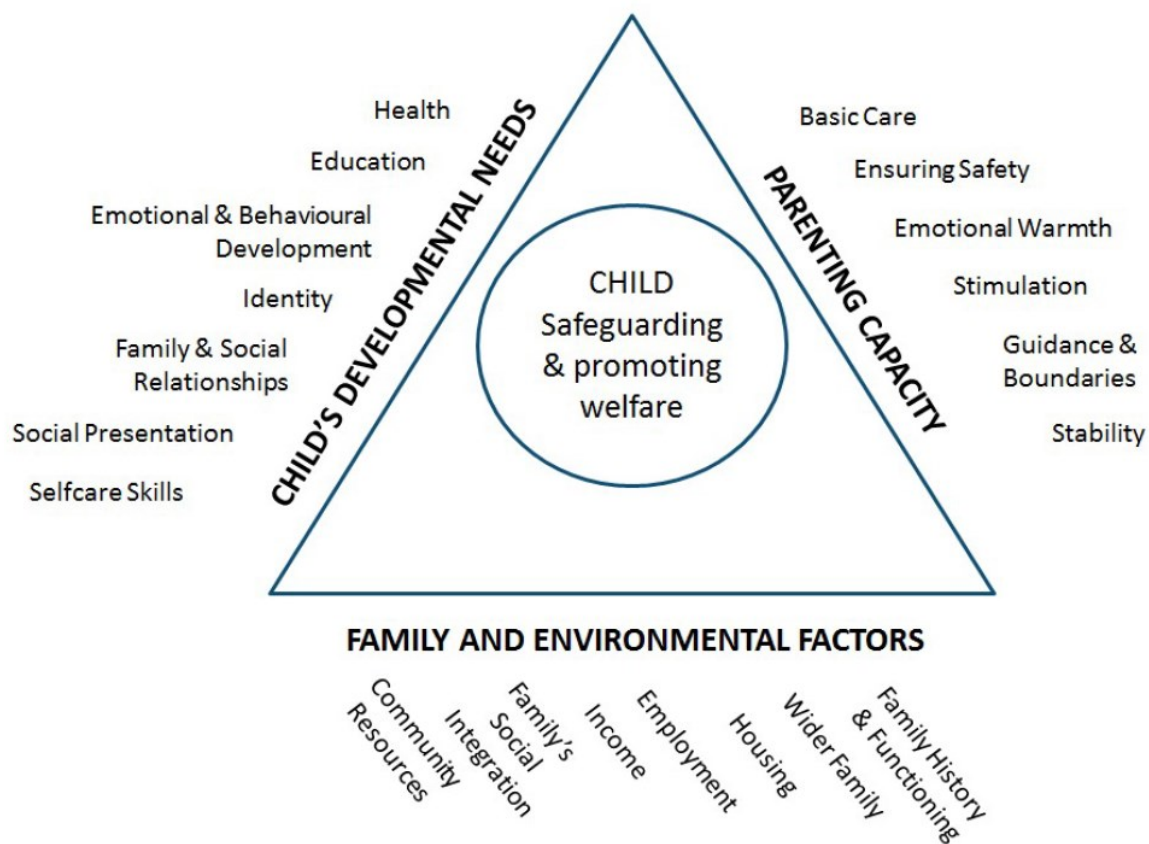 Health
Education
Emotional & Behavioural
Development
Identity
Family & Social
Relationships
Social Presentation
Selfcare Skills
CHILD'S DEVELOPMENTAL NEEDS
CHILD
Safeguarding
& promoting
welfare
PARENTING CAPACITY
Basic Care
Ensuring Safety
Emotional Warmth
Stimulation
Guidance &
Boundaries
Stability
FAMILY AND ENVIRONMENTAL FACTORS
Community
Resources
Family's
Social
Integration
Income
Employment
Housing
Wider Family
Family History
& Functioning